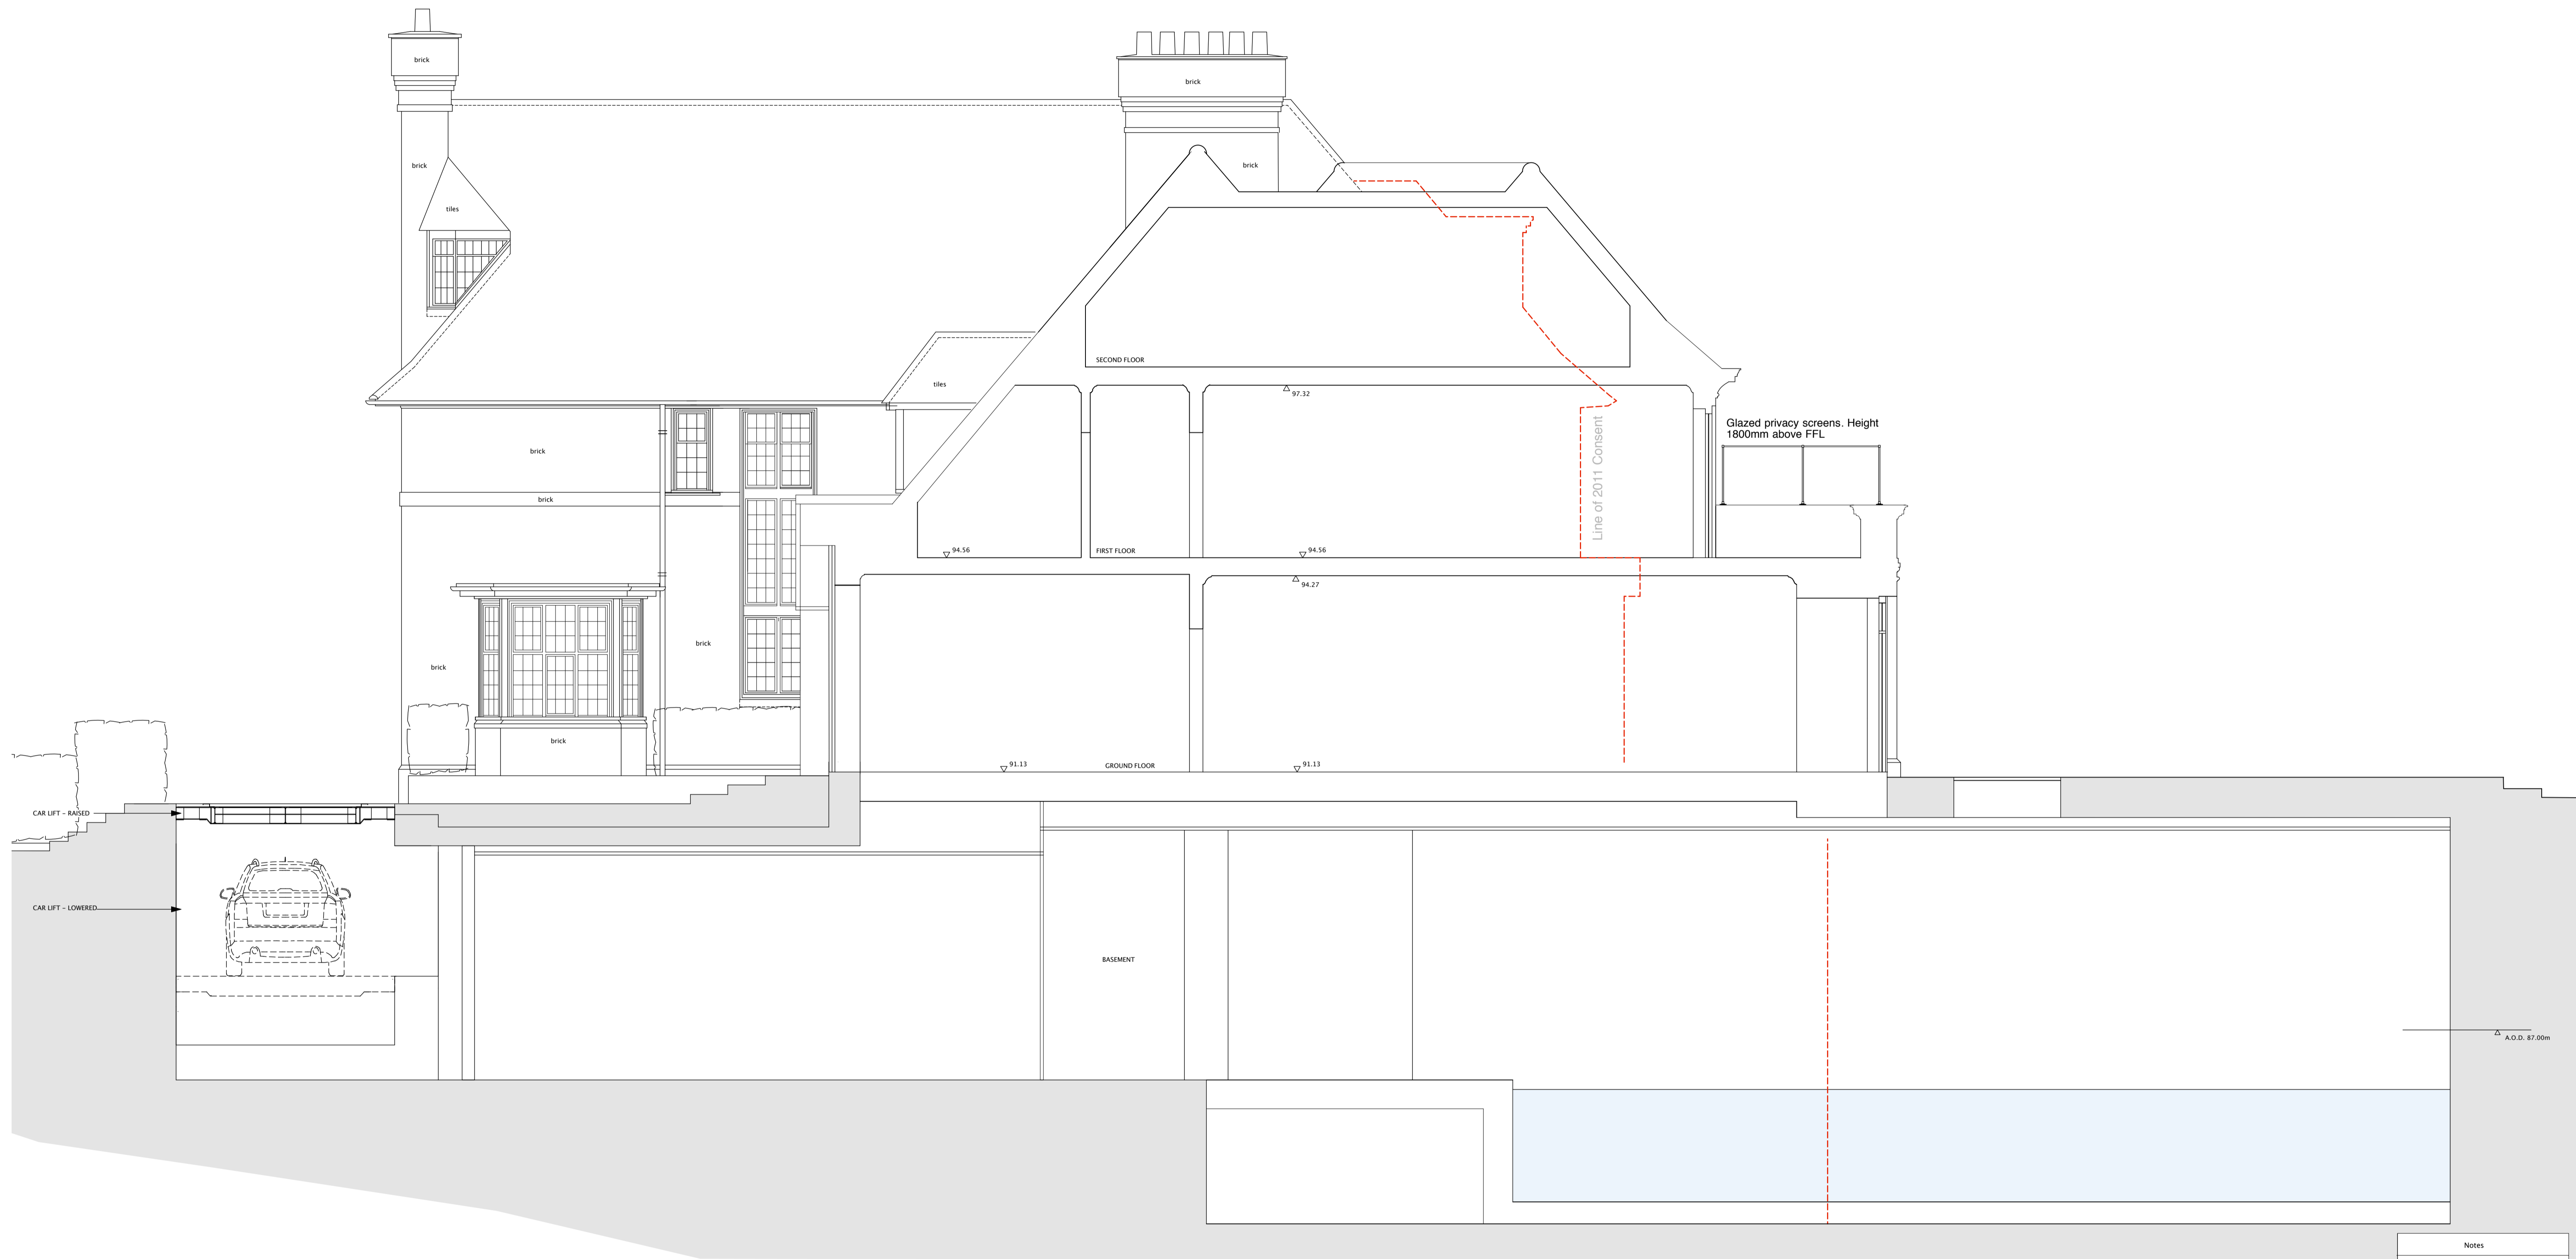 brick
brick
brick
brick
tiles
SECOND FLOOR
tiles
97.32
Glazed privacy screens. Height
1800mm above FFL
brick
Line of 2011 Consent
brick
94.56
FIRST FLOOR
94.56
94.27
brick
brick
brick
91.13
GROUND FLOOR
91.13
CAR LIFT - RAISED
CAR LIFT - LOWERED
BASEMENT
A.O.D. 87.00m
Notes